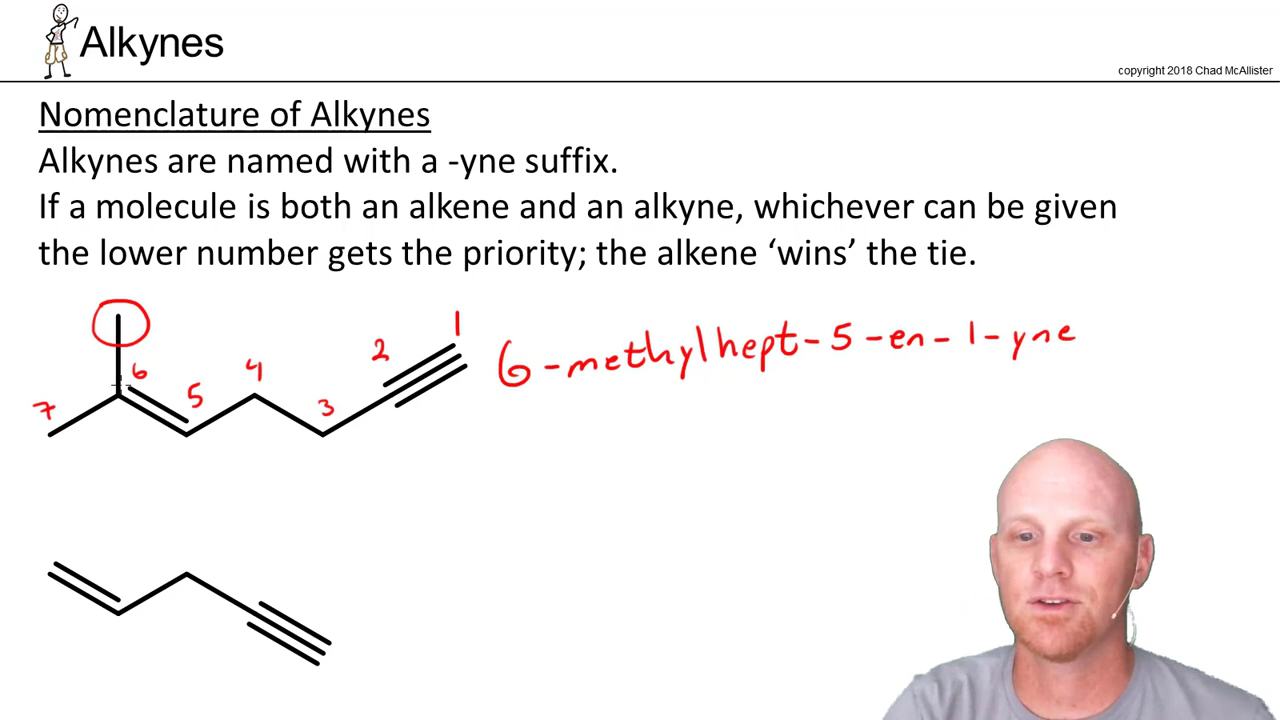 Alkynes
copyright 2018 Chad McAllister
Nomenclature of Alkynes
Alkynes are named with a -yne suffix.
If a molecule is both an alkene and an alkyne, whichever can be given
the lower number gets the priority; the alkene ‘wins’ the tie.
7 6 5 4 3 2 1
6-methylhept-5-en-1-yne